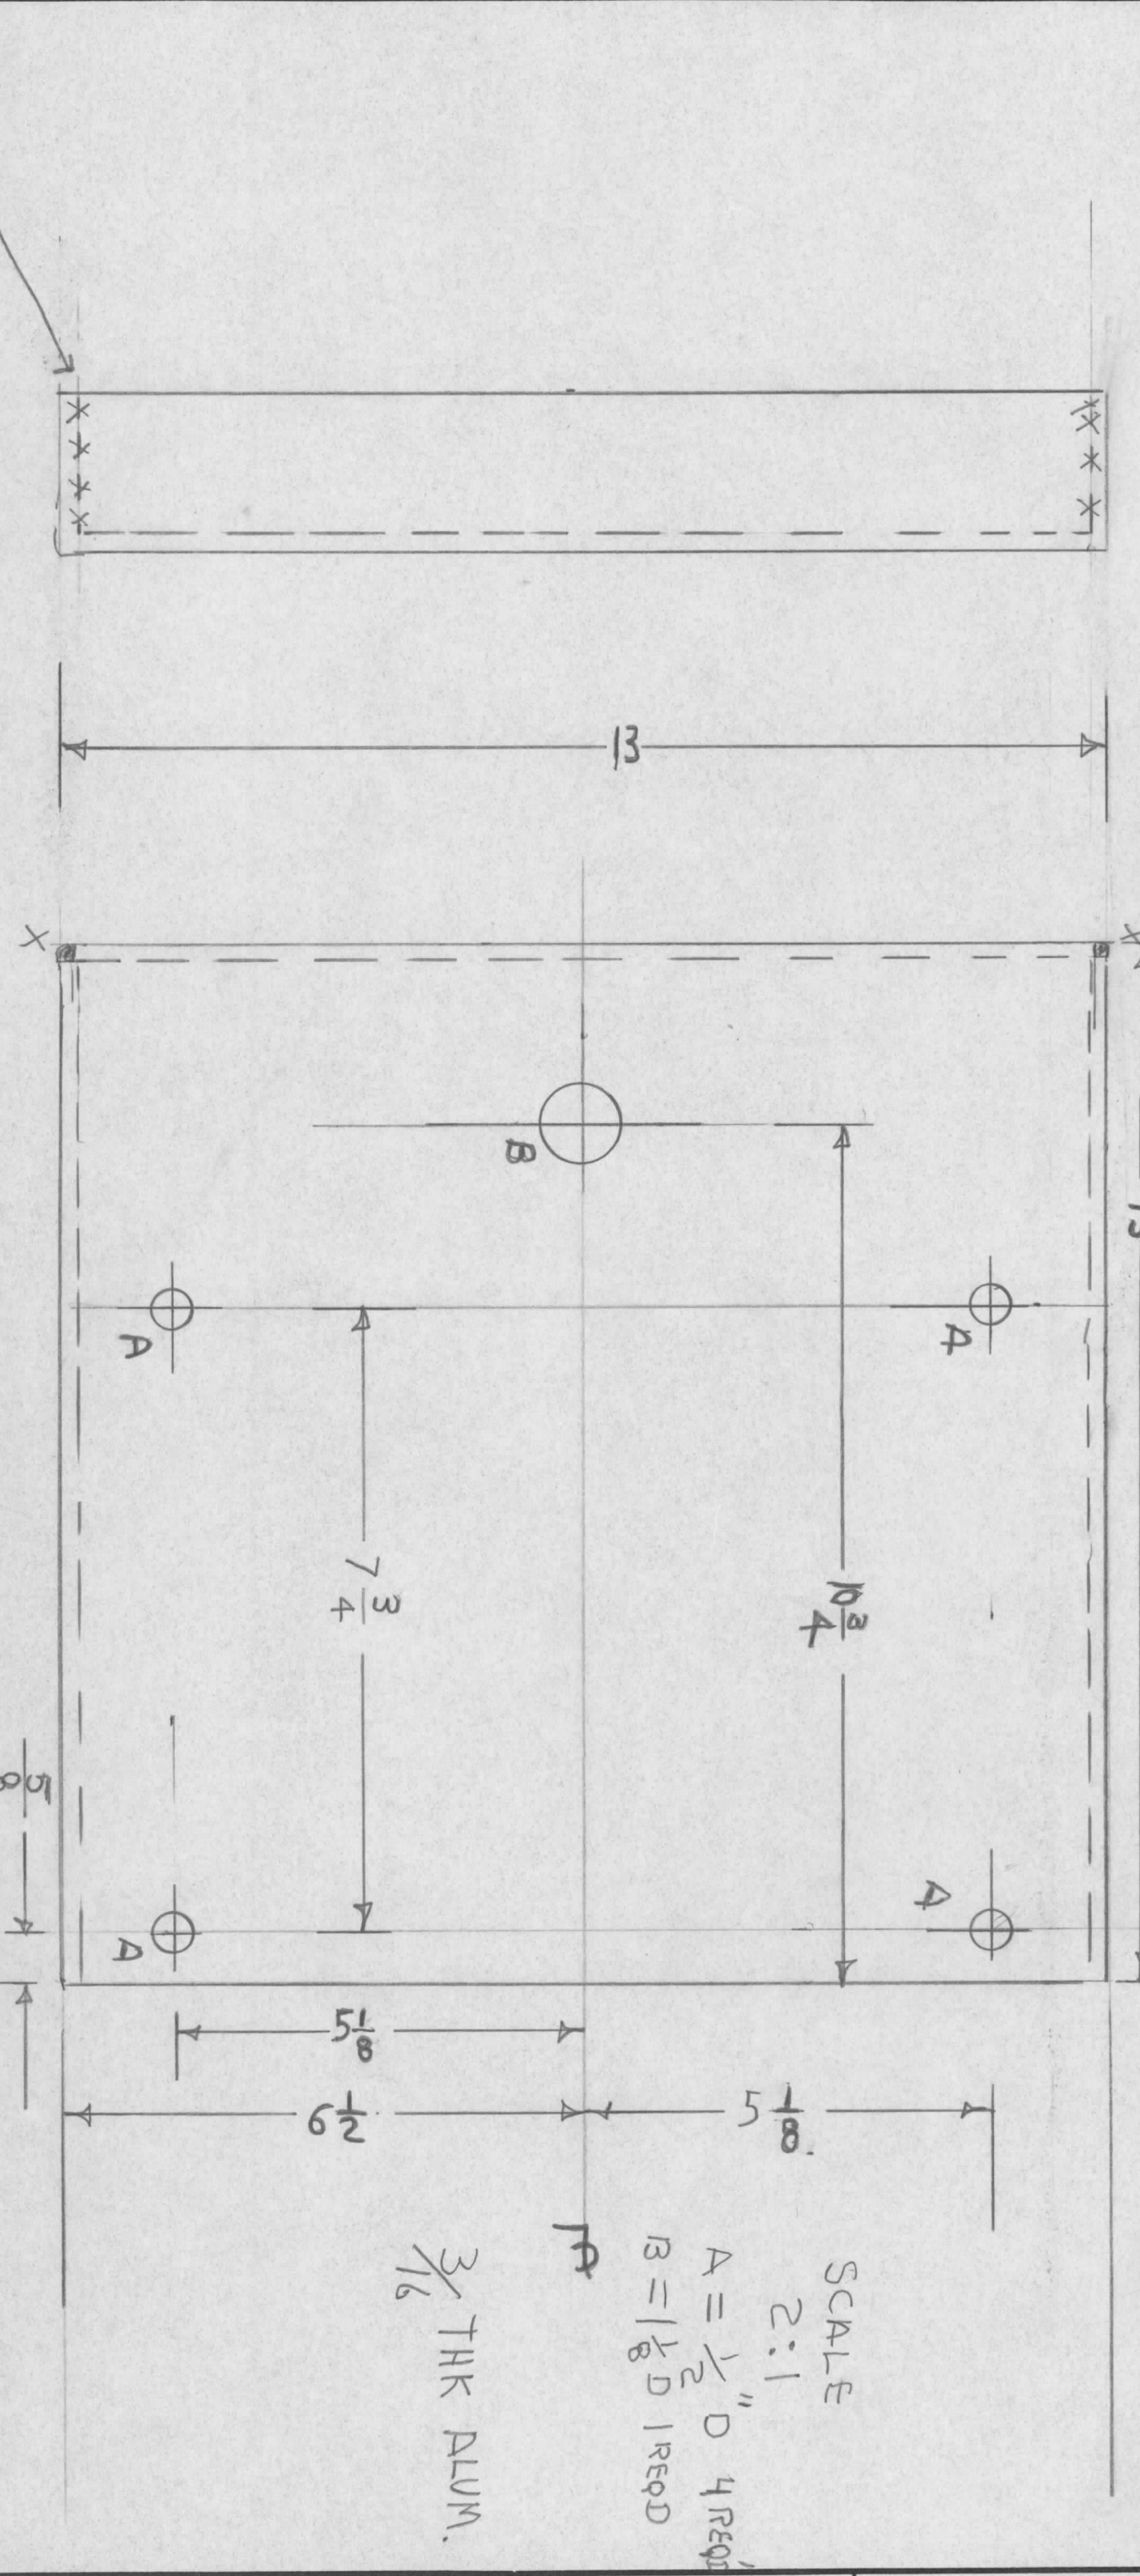 13
X
X
B
A
A
7 3/4
10 3/4
5/8
A
A
5 1/8
6 1/2
5 1/8
SCALE
2:1
A = 1/2" D 4 REQD
B = 1 1/8 D 1 REQD
3/16 THK ALUM.